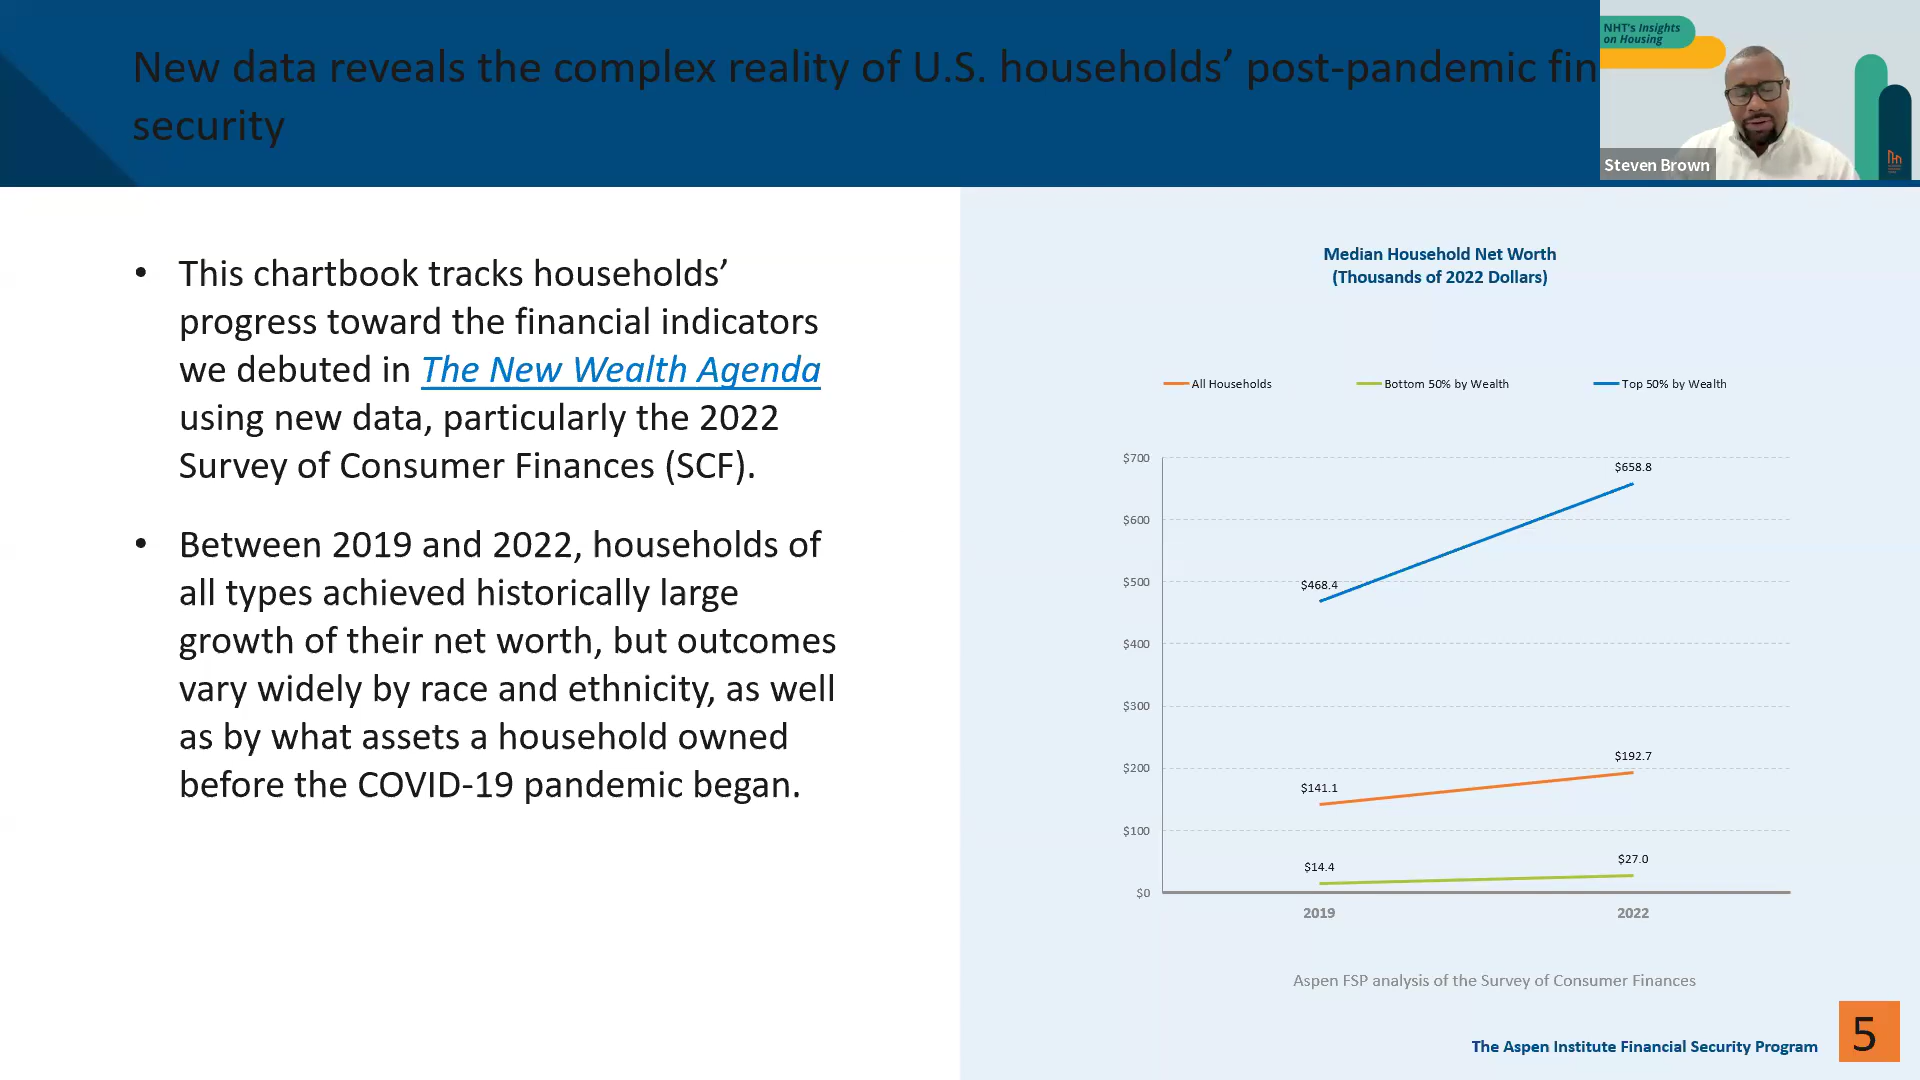 New data reveals the complex reality of U.S. households’ post-pandemic fin
security
NHT's Insights
on Housing
Steven Brown
• This chartbook tracks households’
progress toward the financial indicators
we debuted in The New Wealth Agenda
using new data, particularly the 2022
Survey of Consumer Finances (SCF).
• Between 2019 and 2022, households of
all types achieved historically large
growth of their net worth, but outcomes
vary widely by race and ethnicity, as well
as by what assets a household owned
before the COVID-19 pandemic began.
Median Household Net Worth
(Thousands of 2022 Dollars)
All Households Bottom 50% by Wealth Top 50% by Wealth
$700
$658.8
$600
$500
$468.4
$400
$300
$200
$192.7
$141.1
$100
$27.0
$14.4
$0
2019 2022
Aspen FSP analysis of the Survey of Consumer Finances
The Aspen Institute Financial Security Program
5